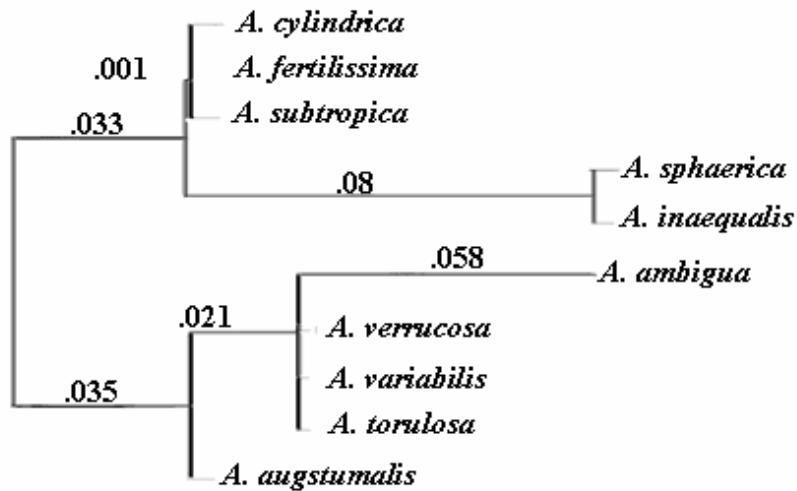 A. cylindrica
.001
A. fertilissima
A. subtropica
.033
A. sphaerica
.08
A. inaequalis
.058
A. ambigua
.021
A. verrucosa
A. variabilis
.035
A. torulosa
A. augstumalis